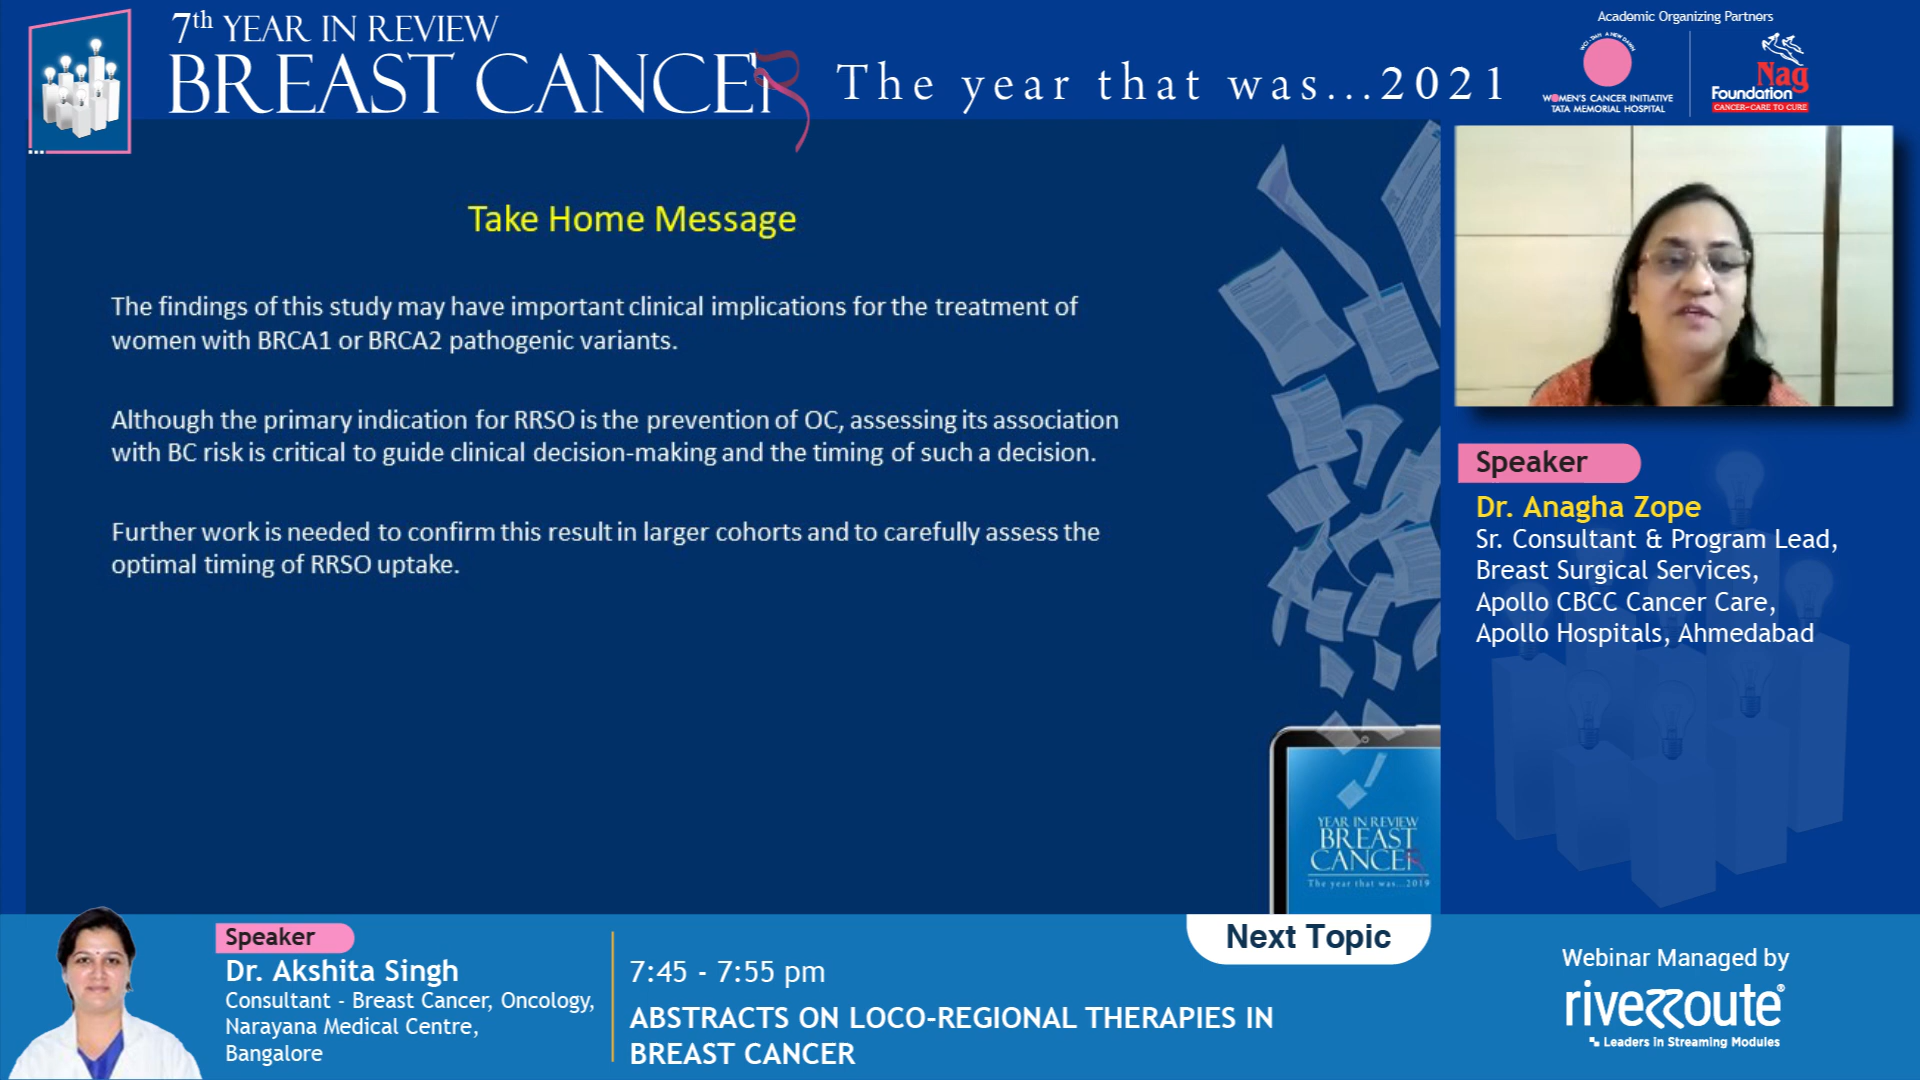 7th YEAR IN REVIEW
BREAST CANCER
The year that was...2021
Academic Organizing Partners
WOMEN'S CANCER INITIATIVE
TATA MEMORIAL HOSPITAL
Nag
Foundation
CANCER-CARE TO CURE
Take Home Message
The findings of this study may have important clinical implications for the treatment of
women with BRCA1 or BRCA2 pathogenic variants.
Although the primary indication for RRSO is the prevention of OC, assessing its association
with BC risk is critical to guide clinical decision-making and the timing of such a decision.
Further work is needed to confirm this result in larger cohorts and to carefully assess the
optimal timing of RRSO uptake.
YEAR IN REVIEW
BREAST
CANCER
The year that was...2019
Speaker
Dr. Anagha Zope
Sr. Consultant & Program Lead,
Breast Surgical Services,
Apollo CBCC Cancer Care,
Apollo Hospitals, Ahmedabad
Speaker
Dr. Akshita Singh
Consultant - Breast Cancer, Oncology,
Narayana Medical Centre,
Bangalore
Next Topic
7:45 - 7:55 pm
ABSTRACTS ON LOCO-REGIONAL THERAPIES IN
BREAST CANCER
Webinar Managed by
riverroute®
Leaders in Streaming Modules